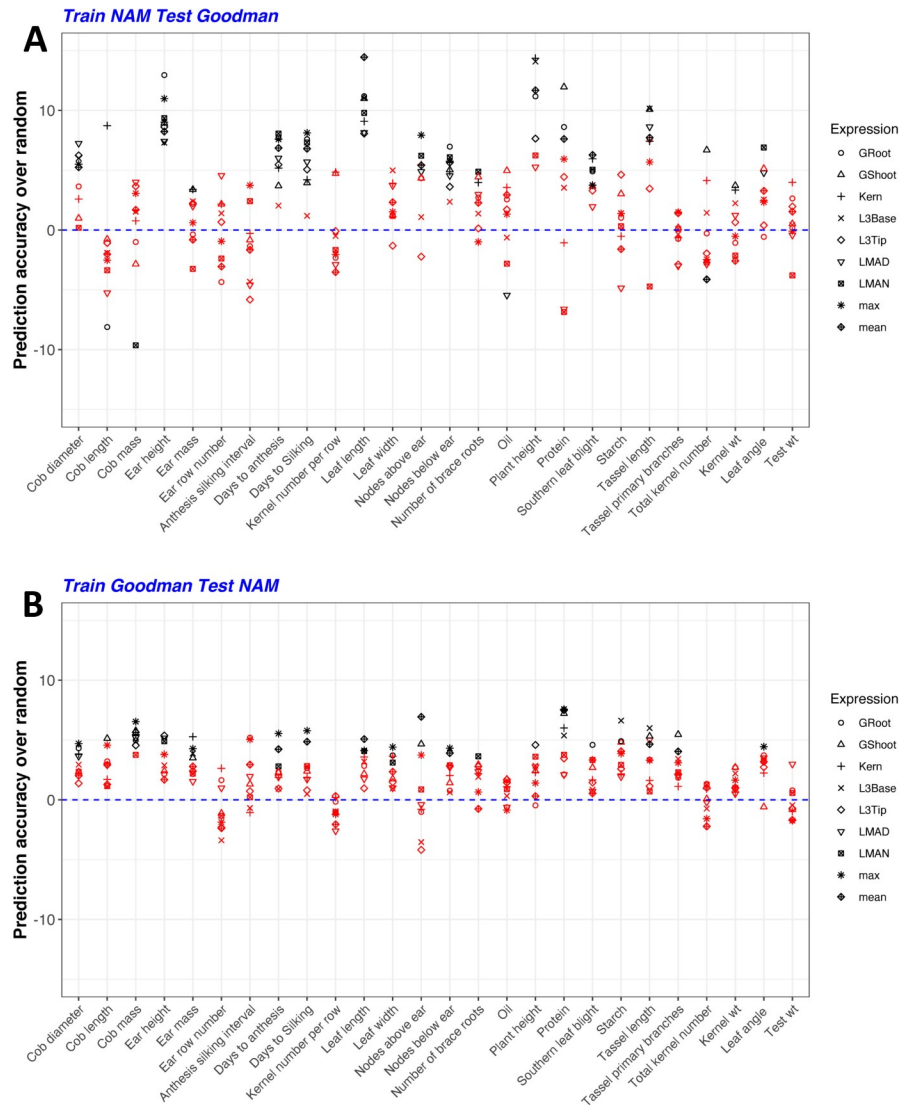 Train NAM Test Goodman
A
Prediction accuracy over random
10
0
-10
Cob diameter
Cob length
Cob mass
Ear height
Ear mass
Ear row number
Anthesis silking interval
Days to anthesis
Days to Silking
Kernel number per row
Leaf length
Leaf width
Nodes above ear
Nodes below ear
Number of brace roots
Oil
Plant height
Protein
Southern leaf blight
Starch
Tassel length
Tassel primary branches
Total kernel number
Kernel wt
Leaf angle
Test wt
Expression
GRoot
GShoot
Kern
L3Base
L3Tip
LMAD
LMAN
max
mean
Train Goodman Test NAM
B
Prediction accuracy over random
10
0
-10
Cob diameter
Cob length
Cob mass
Ear height
Ear mass
Ear row number
Anthesis silking interval
Days to anthesis
Days to Silking
Kernel number per row
Leaf length
Leaf width
Nodes above ear
Nodes below ear
Number of brace roots
Oil
Plant height
Protein
Southern leaf blight
Starch
Tassel length
Tassel primary branches
Total kernel number
Kernel wt
Leaf angle
Test wt
Expression
GRoot
GShoot
Kern
L3Base
L3Tip
LMAD
LMAN
max
mean